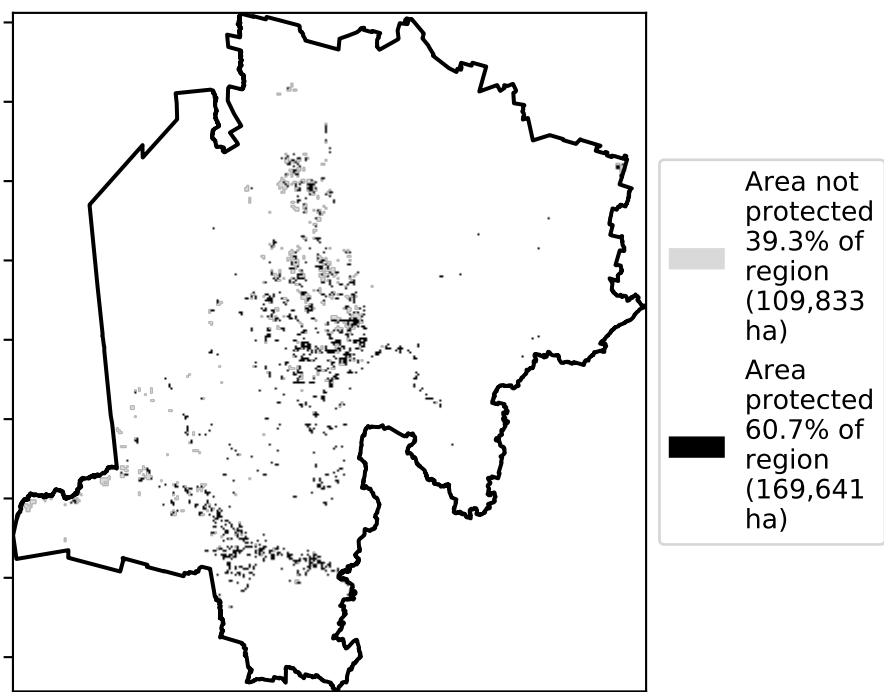 Area not
protected
39.3% of
region
(109,833
ha)
Area
protected
60.7% of
region
(169,641
ha)